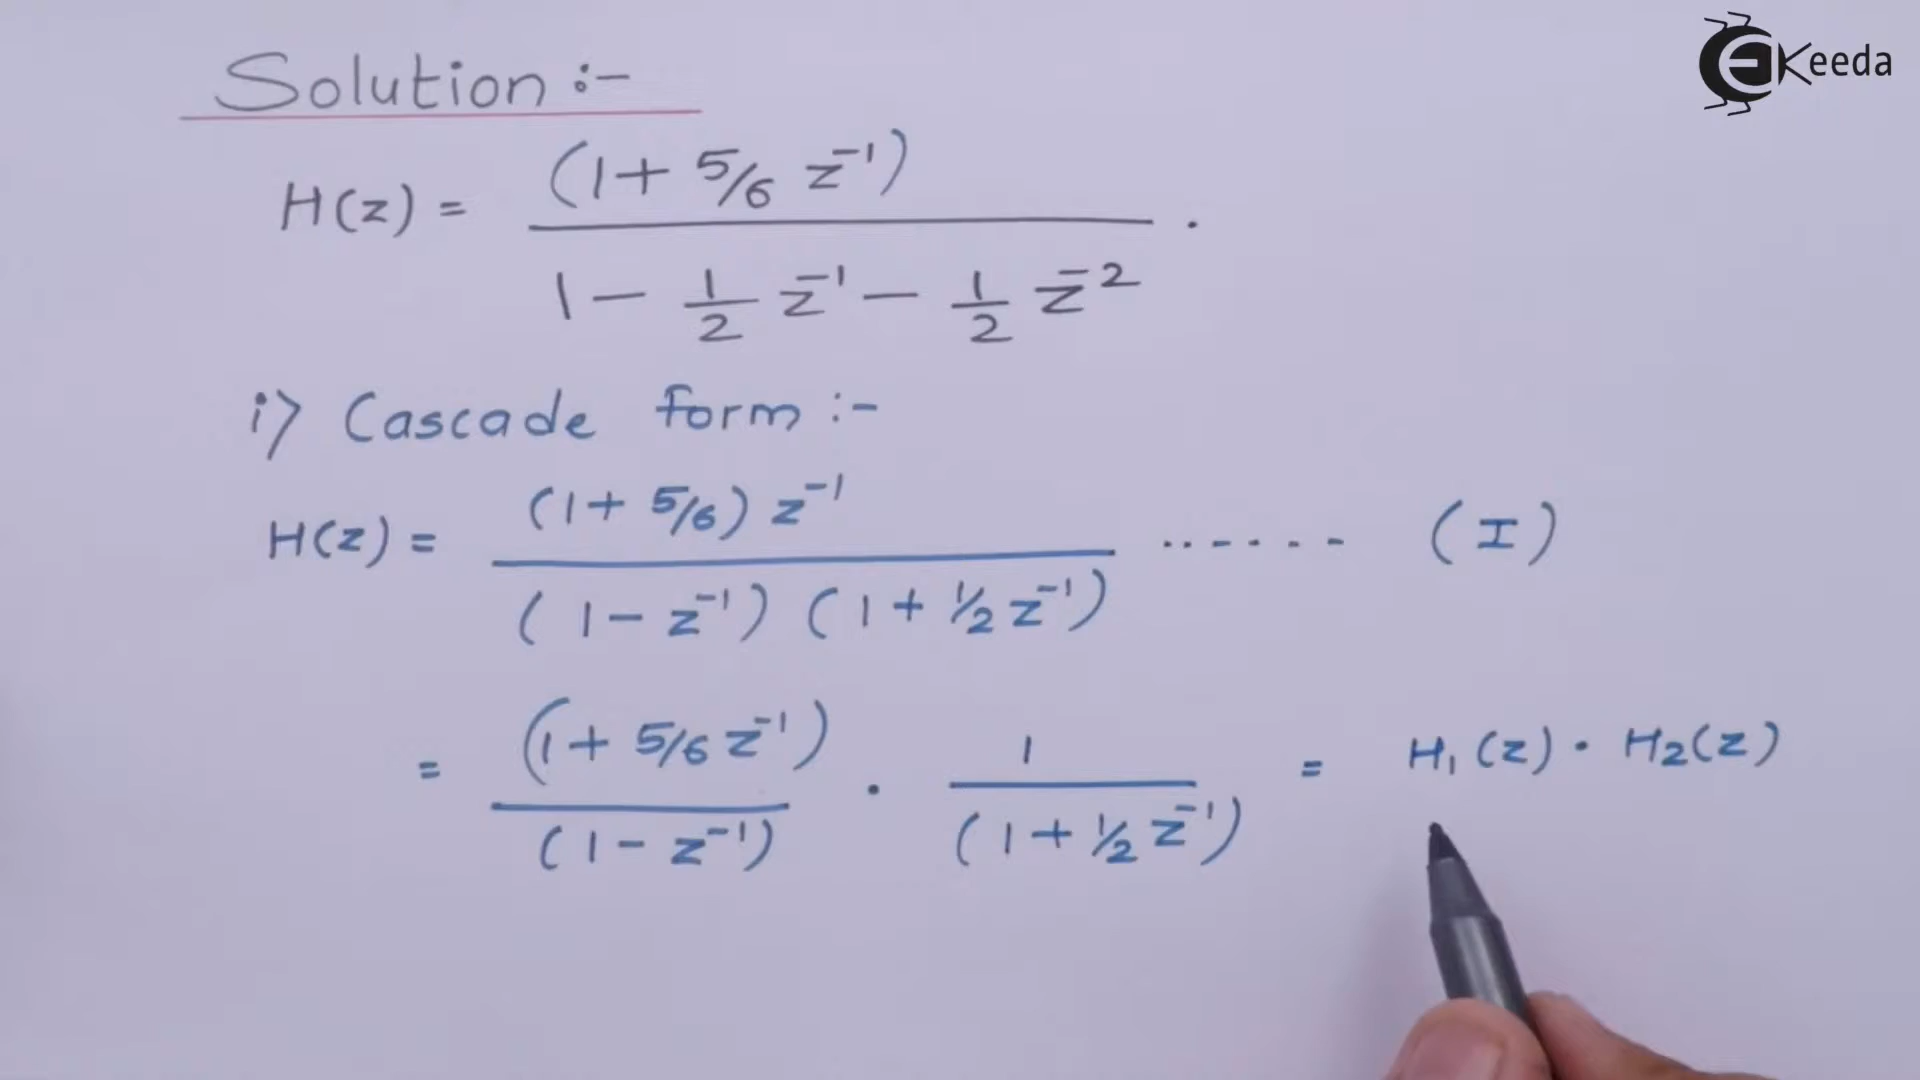 Keeda
Solution :-
H(z) = (1 + 5/6 z⁻¹) / 1 - 1/2 z⁻¹ - 1/2 z⁻² .
i) Cascade form :-
H(z) = (1 + 5/6) z⁻¹ / (1 - z⁻¹) (1 + 1/2 z⁻¹) ...... (I)
= (1 + 5/6 z⁻¹) / (1 - z⁻¹) . 1 / (1 + 1/2 z⁻¹) = H₁(z) . H₂(z)